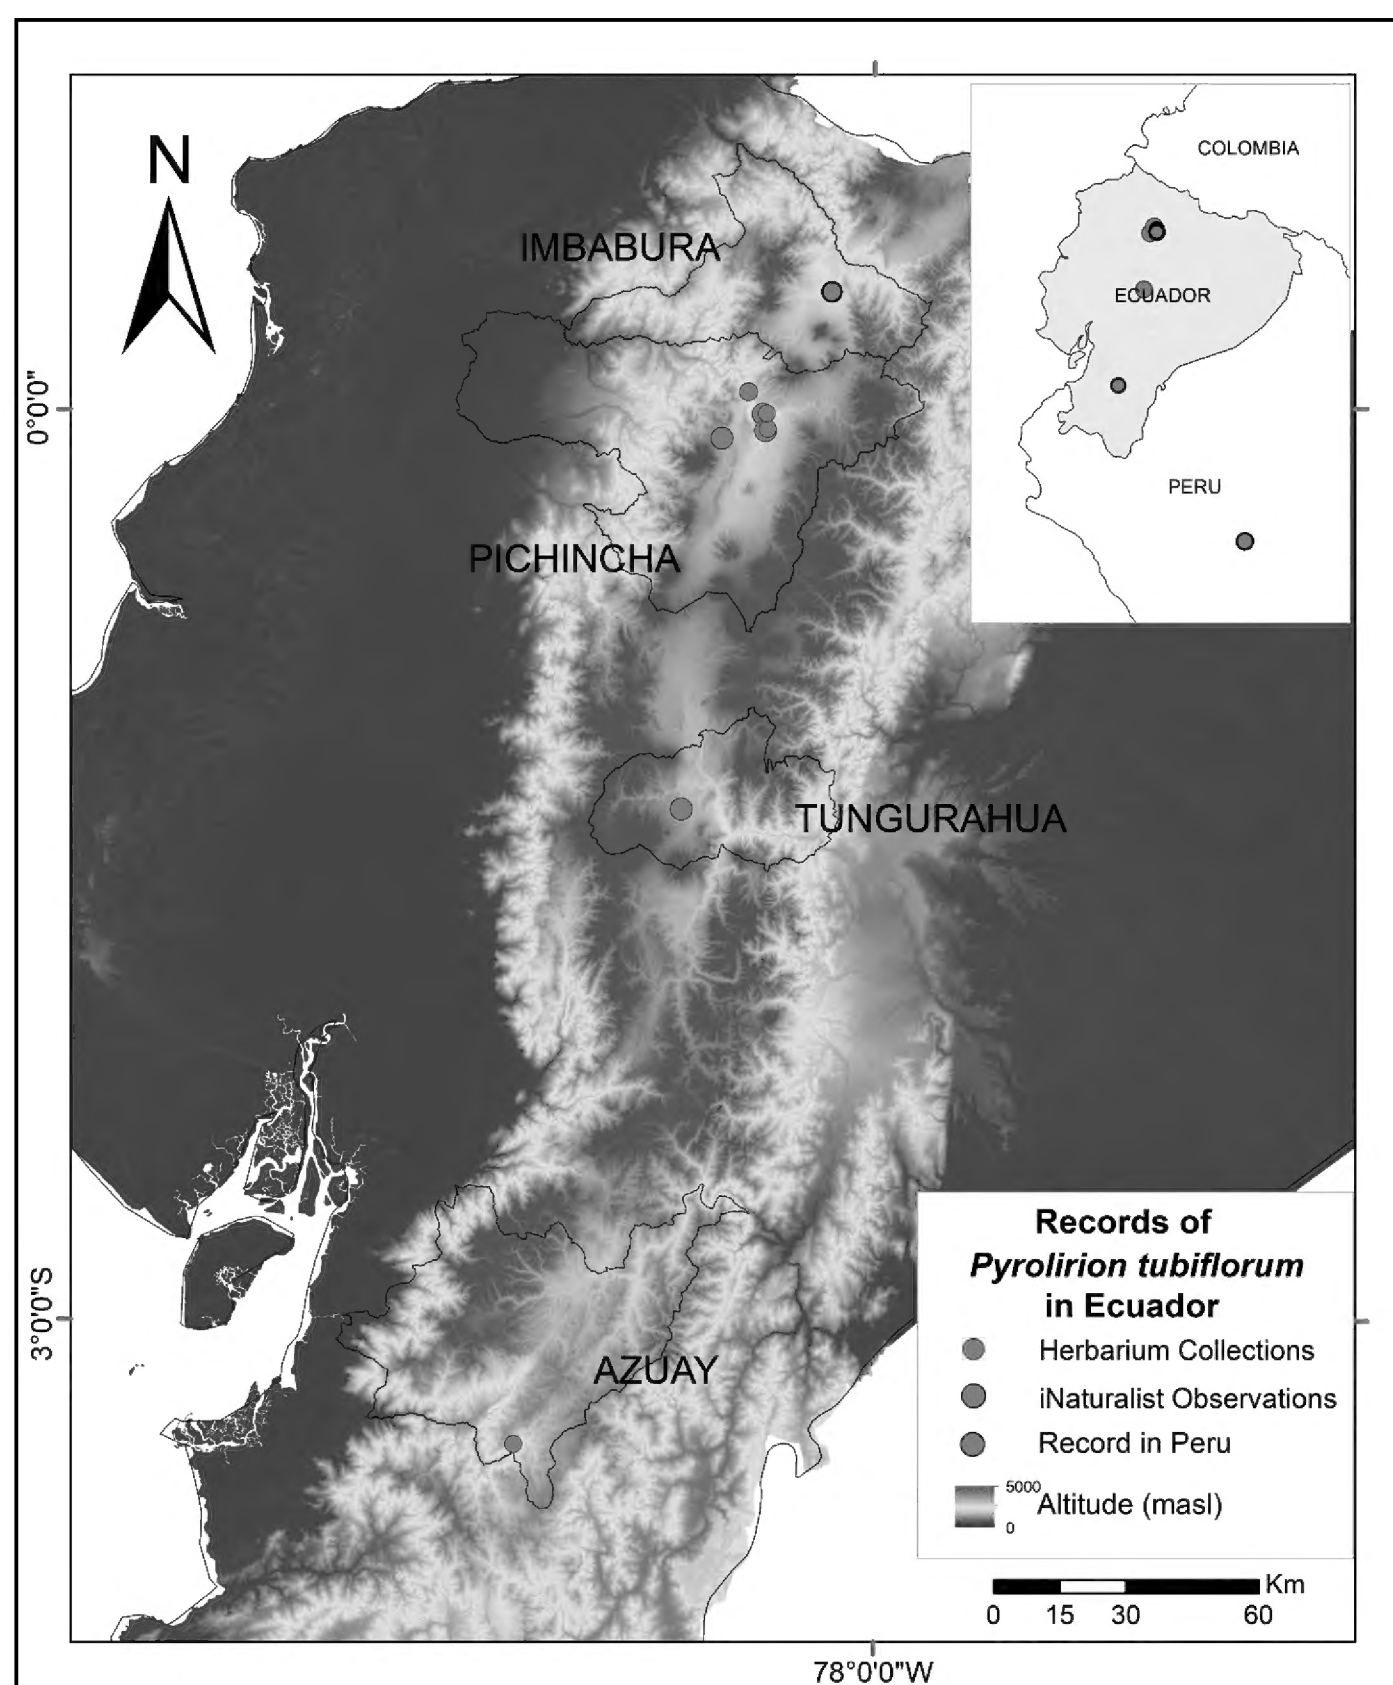 N
COLOMBIA
IMBABURA
ECUADOR
0°0'0"
PERU
PICHINCHA
TUNGURAHUA
3°0'0"S
AZUAY
Records of
Pyrolirion tubiflorum
in Ecuador
Herbarium Collections
iNaturalist Observations
Record in Peru
5000
Altitude (masl)
0
Km
0 15 30 60
78°0'0"W